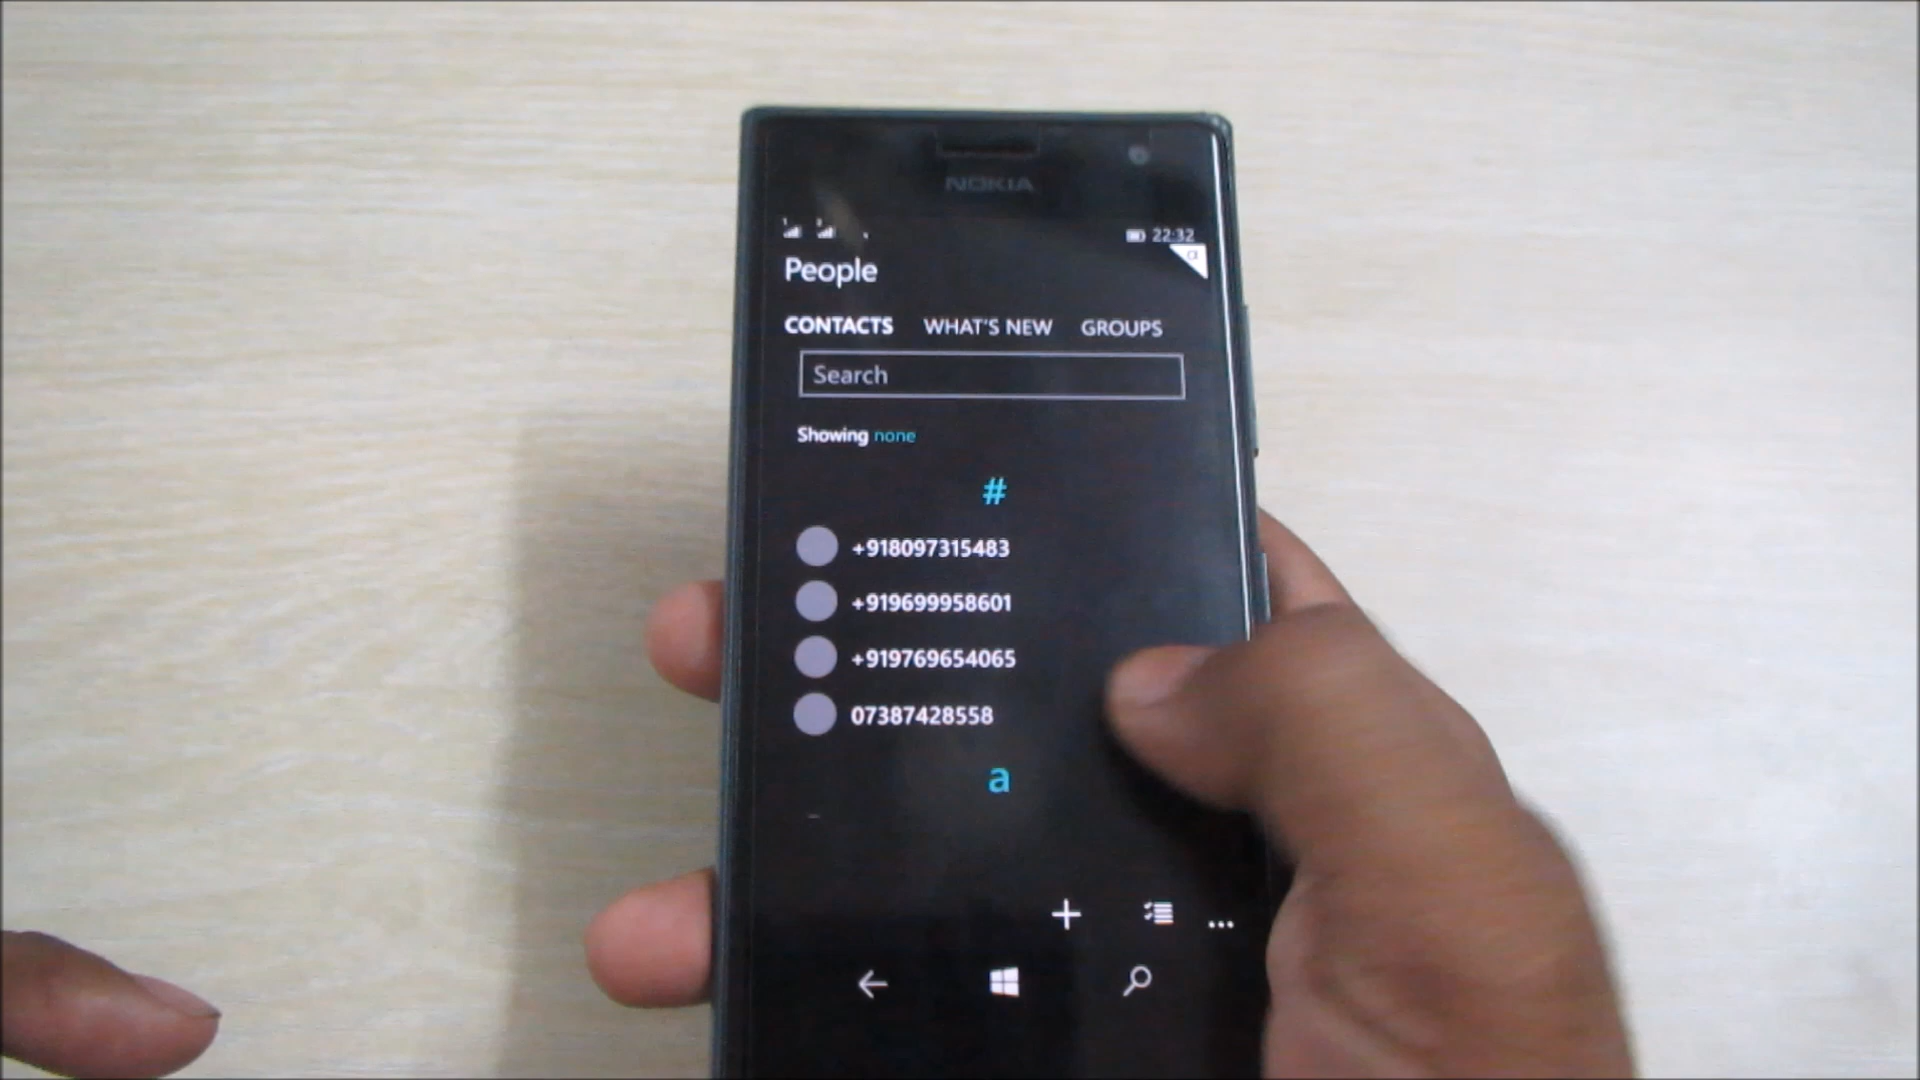 NOKIA
22:32
a
People
CONTACTS WHAT'S NEW GROUPS
Search
Showing none
#
+918097315483
+919699958601
+919769654065
07387428558
a